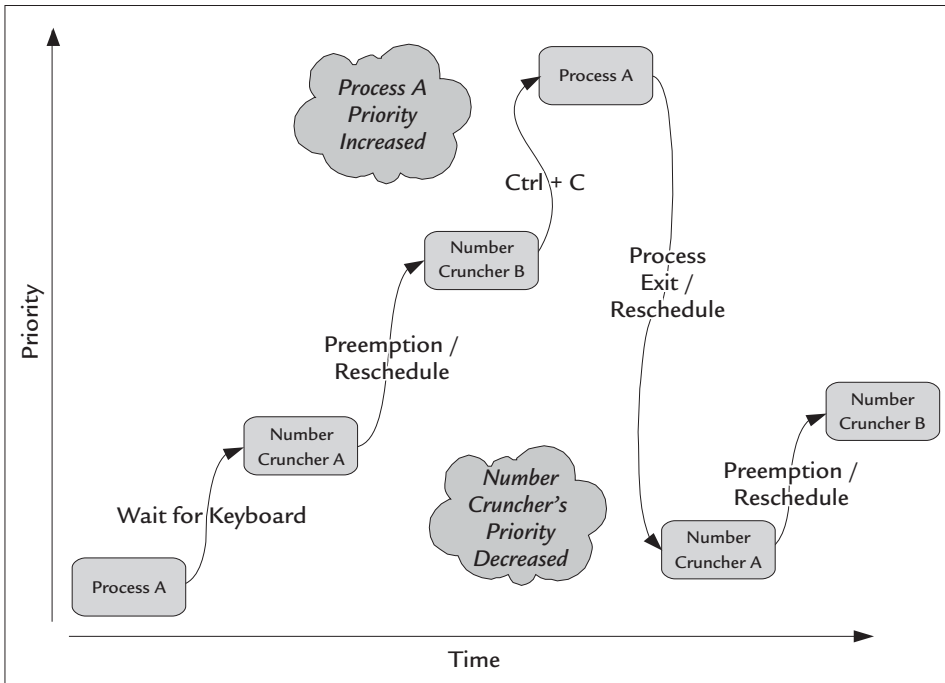 Process A
Priority
Increased
Process A
Ctrl + C
Number
Cruncher B
Process
Exit /
Reschedule
Priority
Preemption /
Reschedule
Number
Cruncher A
Number
Cruncher B
Wait for Keyboard
Number
Cruncher's
Priority
Decreased
Preemption /
Reschedule
Process A
Number
Cruncher A
Time